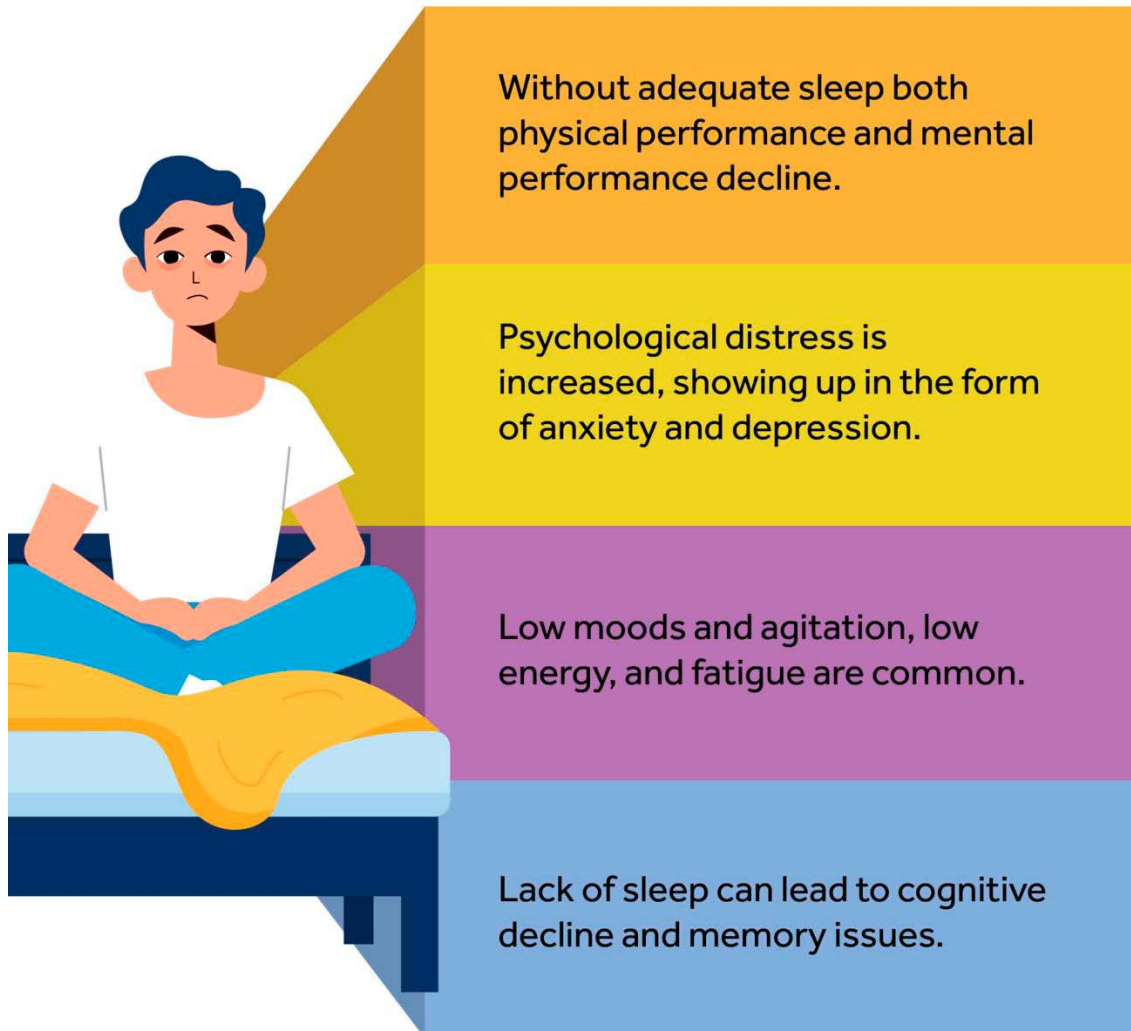 Without adequate sleep both
physical performance and mental
performance decline.
Psychological distress is
increased, showing up in the form
of anxiety and depression.
Low moods and agitation, low
energy, and fatigue are common.
Lack of sleep can lead to cognitive
decline and memory issues.